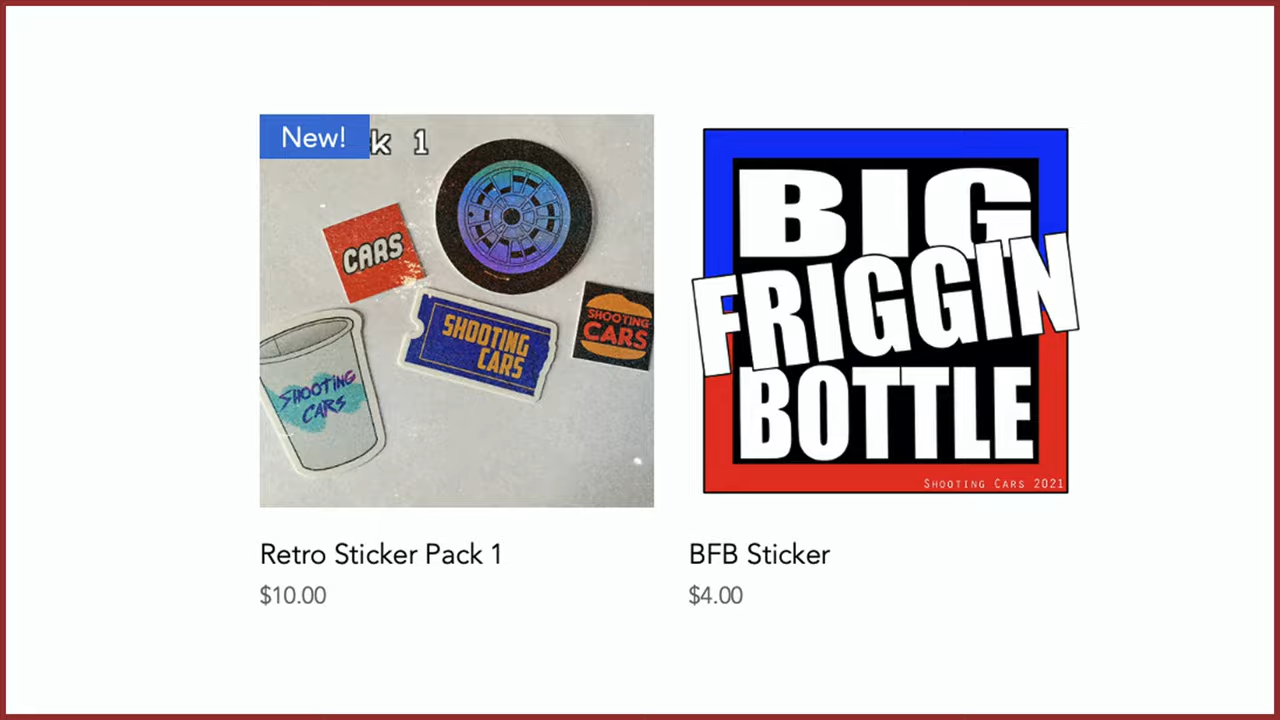 New!
k 1
CARS
SHOOTING
CARS
SHOOTING
CARS
SHOOTING
CARS
BIG
FRIGGIN
BOTTLE
SHOOTING CARS 2021
Retro Sticker Pack 1
$10.00
BFB Sticker
$4.00